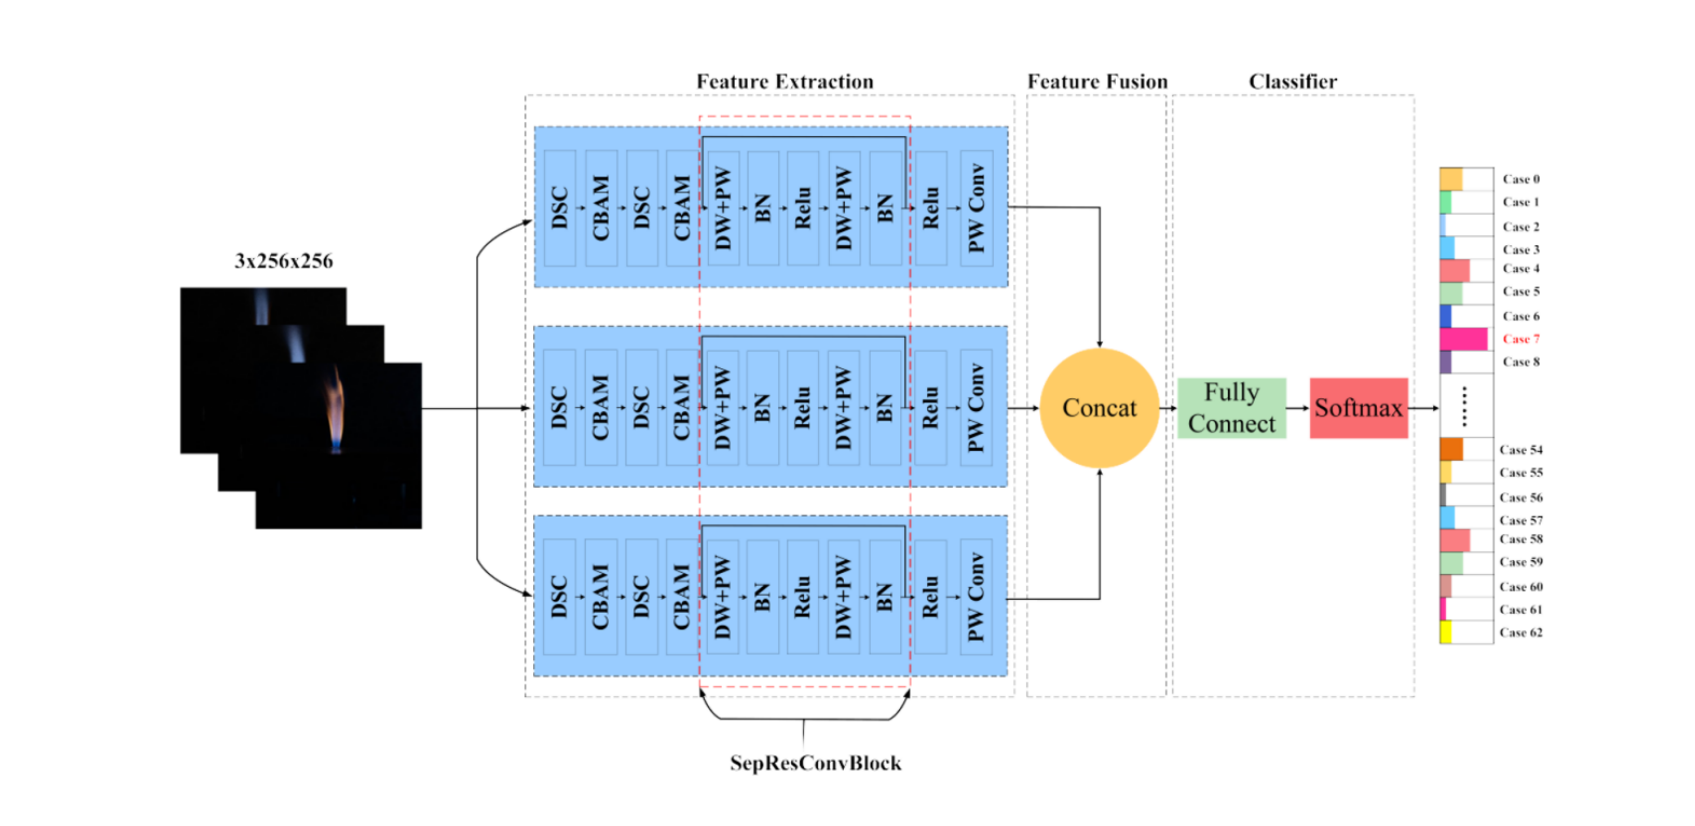 Feature Extraction
Feature Fusion
Classifier
3x256x256
DSC
CBAM
DSC
CBAM
DW+PW
BN
Relu
DW+PW
BN
Relu
PW Conv
DSC
CBAM
DSC
CBAM
DW+PW
BN
Relu
DW+PW
BN
Relu
PW Conv
DSC
CBAM
DSC
CBAM
DW+PW
BN
Relu
DW+PW
BN
Relu
PW Conv
SepResConvBlock
Concat
Fully
Connect
Softmax
Case 0
Case 1
Case 2
Case 3
Case 4
Case 5
Case 6
Case 7
Case 8
......
Case 54
Case 55
Case 56
Case 57
Case 58
Case 59
Case 60
Case 61
Case 62